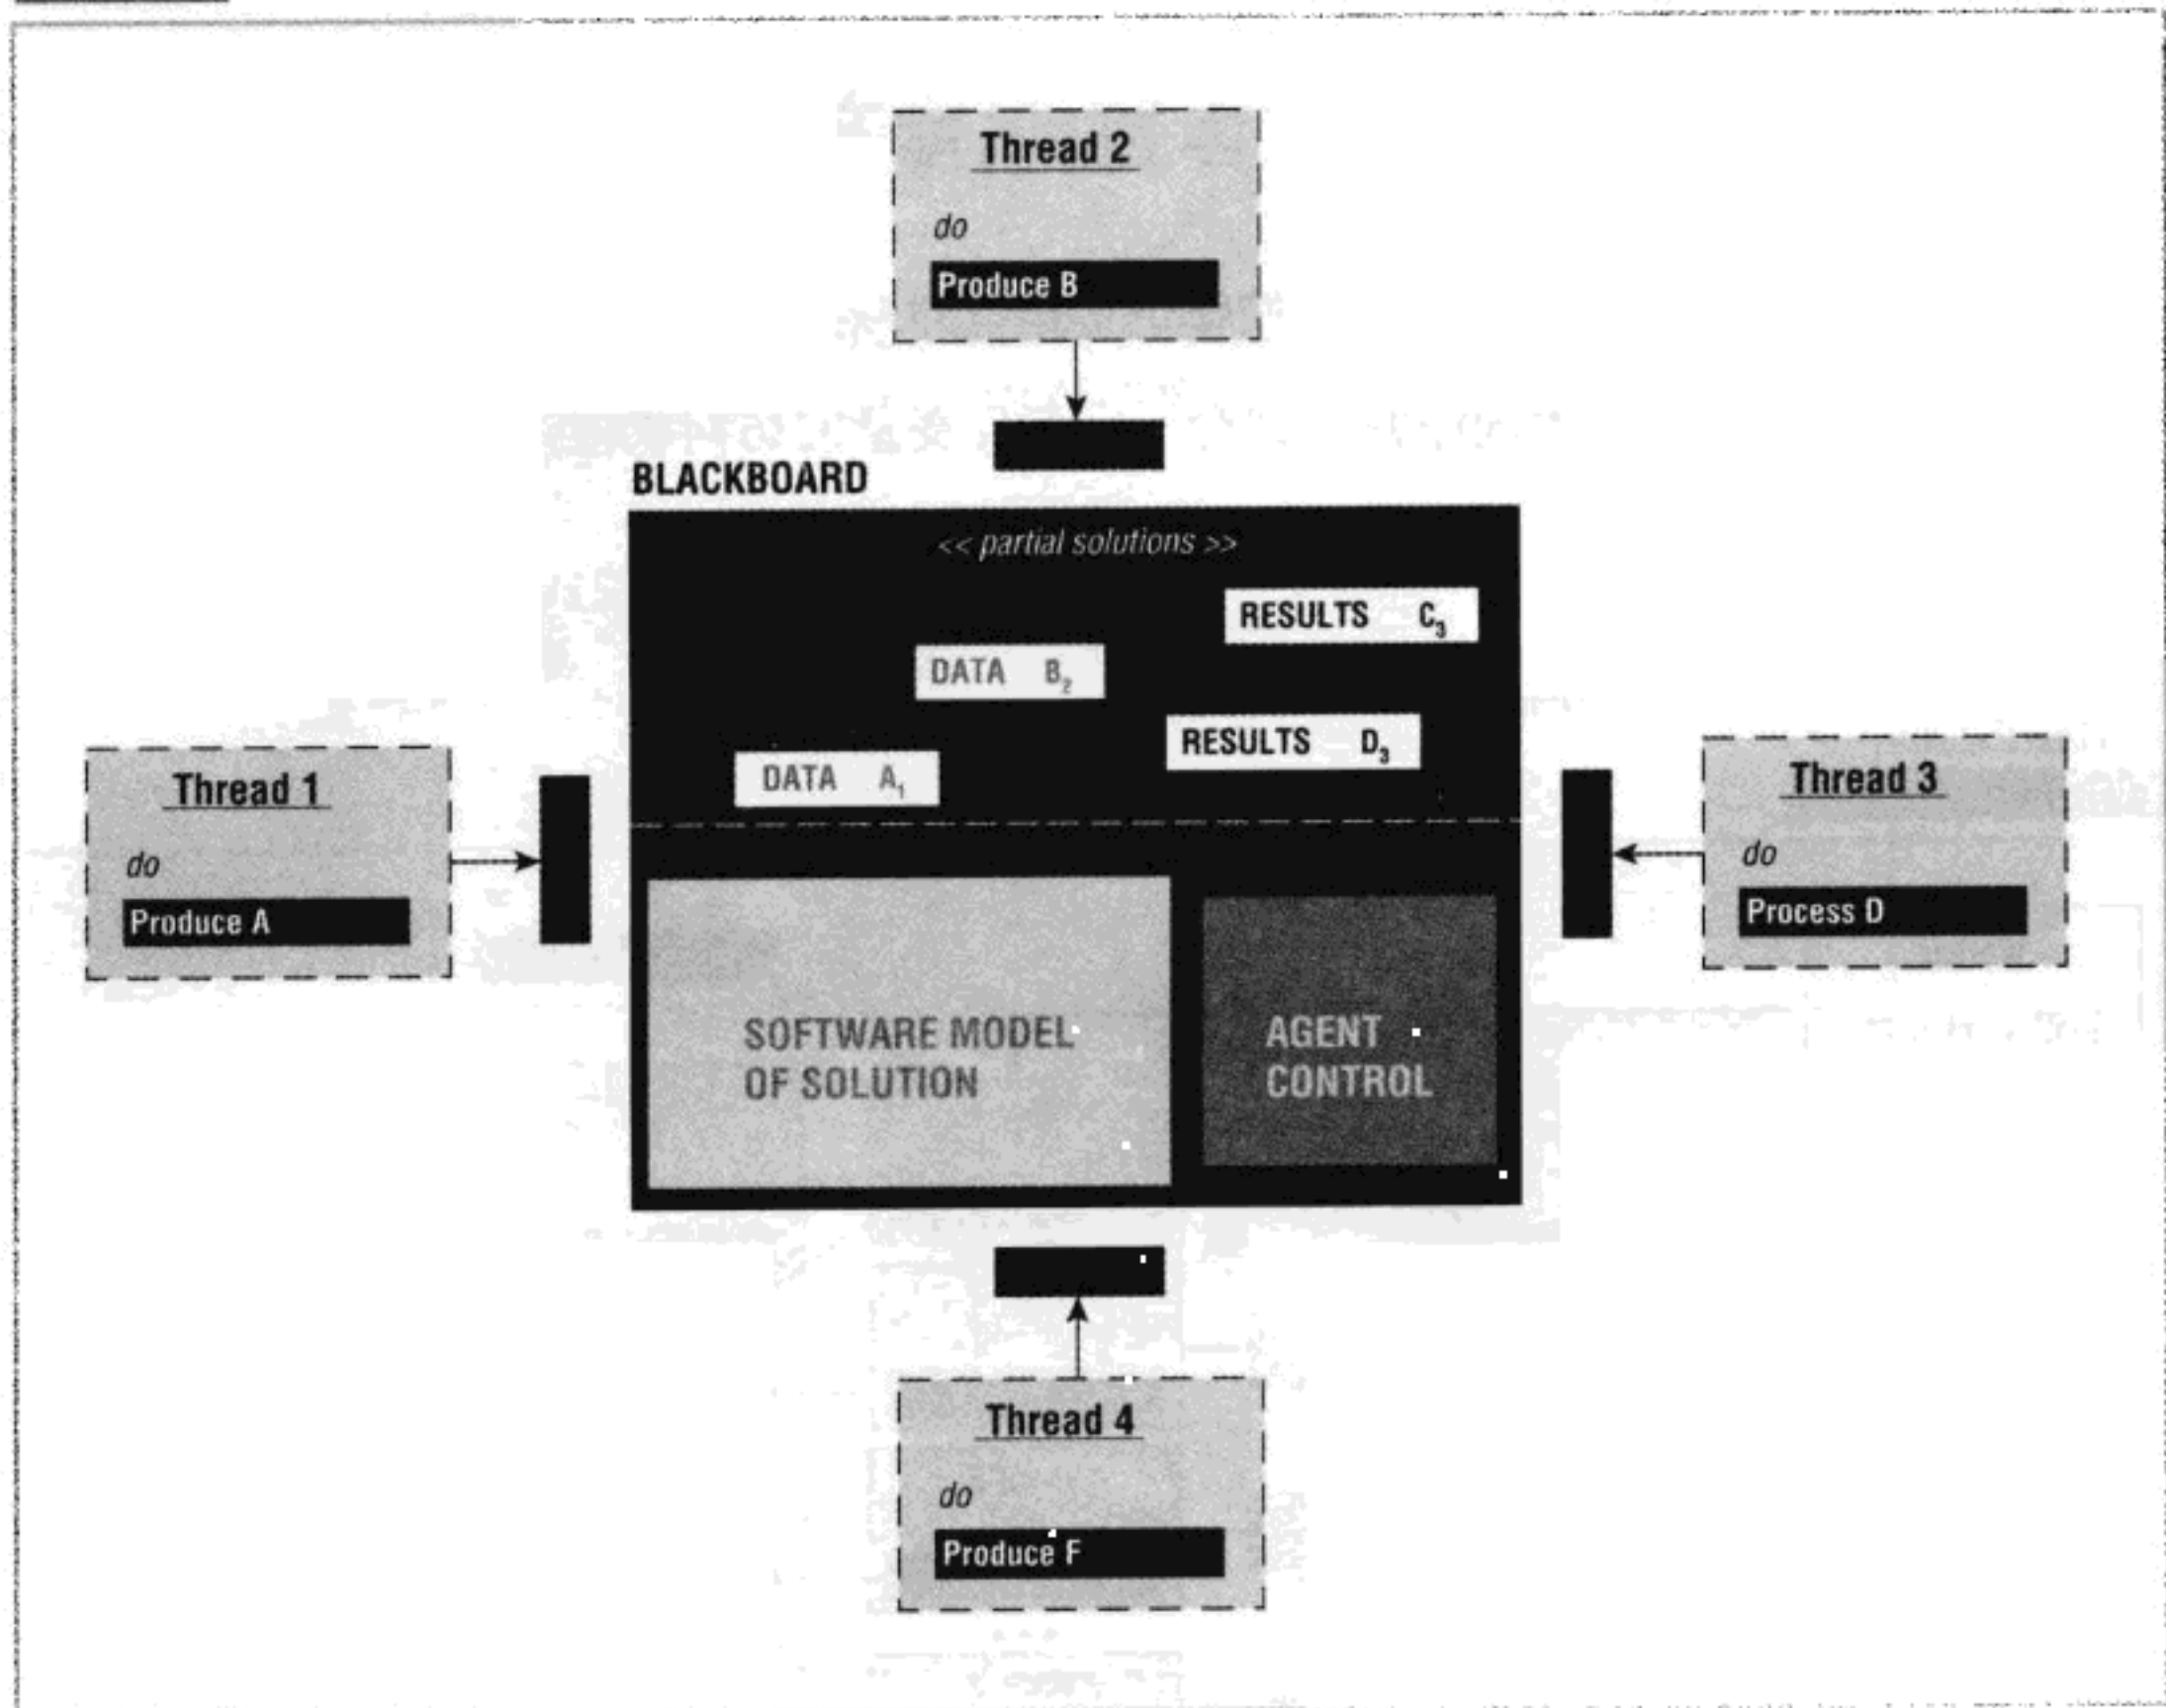 Thread 2
do
Produce B
BLACKBOARD
<< partial solutions >>
RESULTS C₃
DATA B₂
RESULTS D₃
DATA A₁
Thread 1
do
Produce A
Thread 3
do
Process D
SOFTWARE MODEL
OF SOLUTION
AGENT
CONTROL
Thread 4
do
Produce F